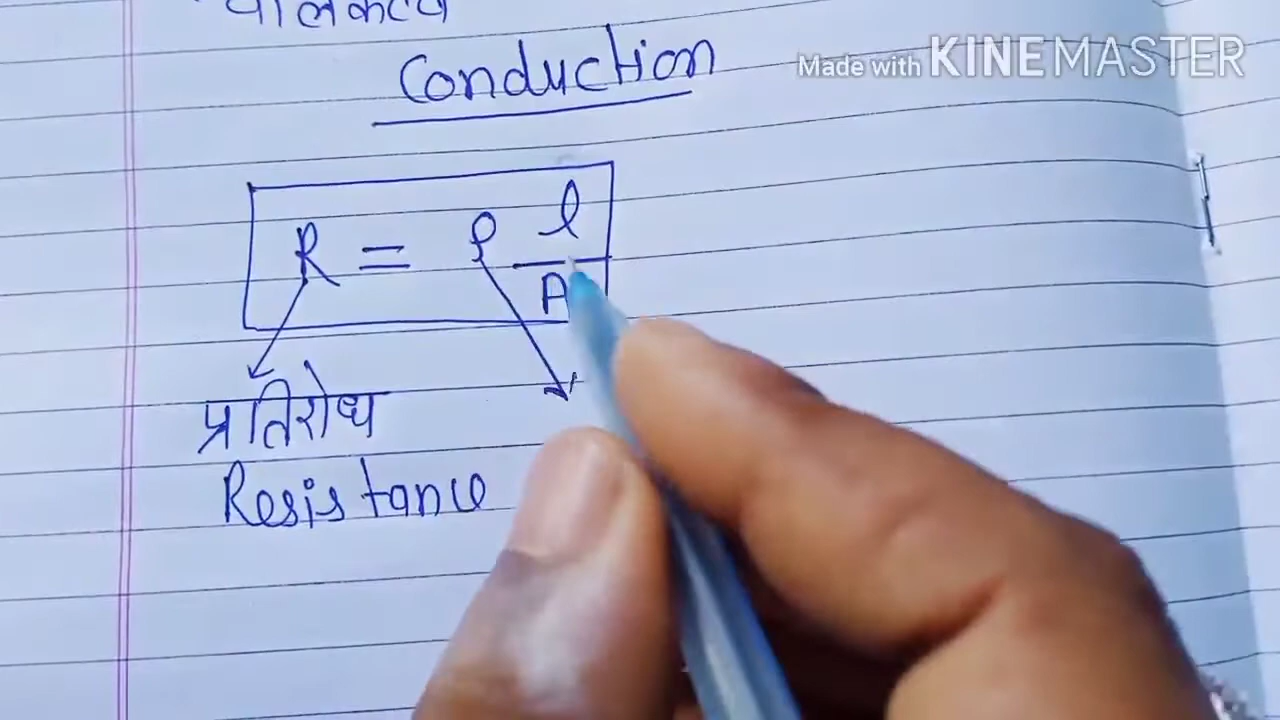 Made with KINEMASTER
Conduction
R = ρ l/A
प्रतिरोध
Resistance